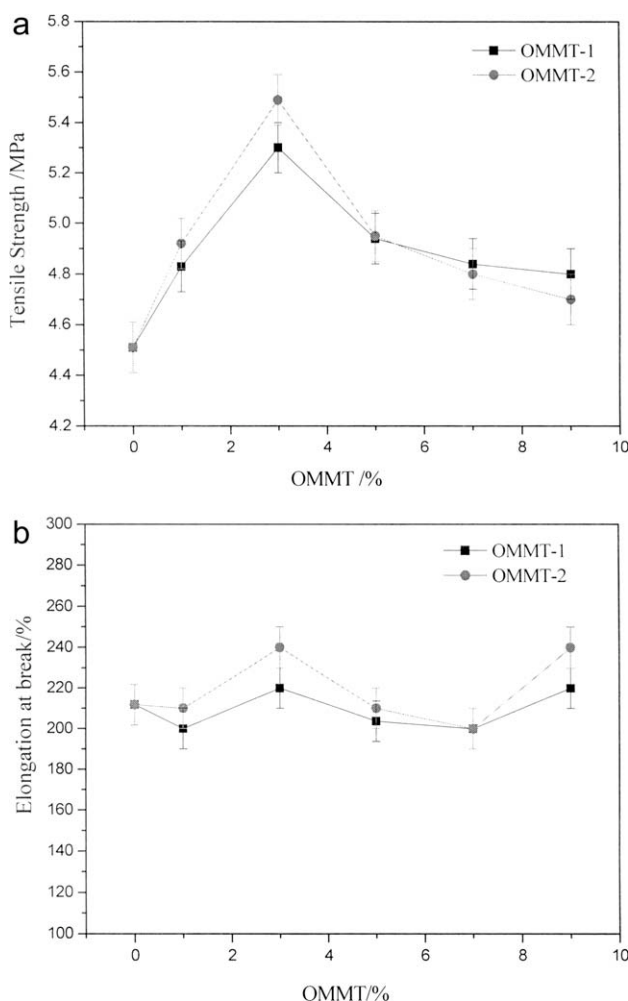 a
5.8
5.6
5.4
5.2
5.0
4.8
4.6
4.4
4.2
Tensile Strength /MPa
OMMT-1
OMMT-2
0 2 4 6 8 10
OMMT /%
b
300
280
260
240
220
200
180
160
140
120
100
Elongation at break/%
OMMT-1
OMMT-2
0 2 4 6 8 10
OMMT/%